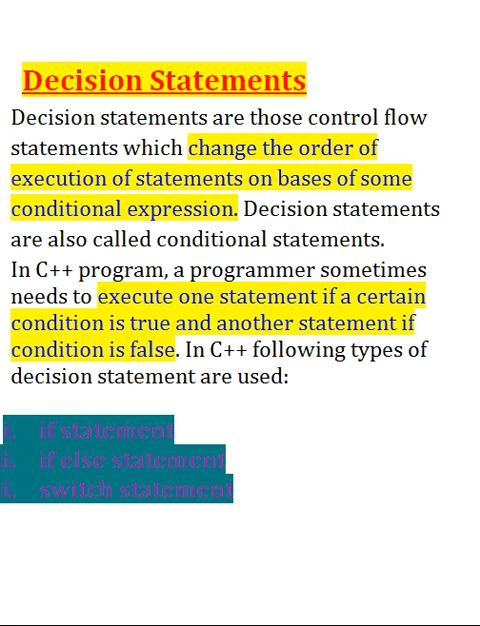 Decision Statements
Decision statements are those control flow
statements which change the order of
execution of statements on bases of some
conditional expression. Decision statements
are also called conditional statements.
In C++ program, a programmer sometimes
needs to execute one statement if a certain
condition is true and another statement if
condition is false. In C++ following types of
decision statement are used:
i. if statement
i. if else statement
i. switch statement